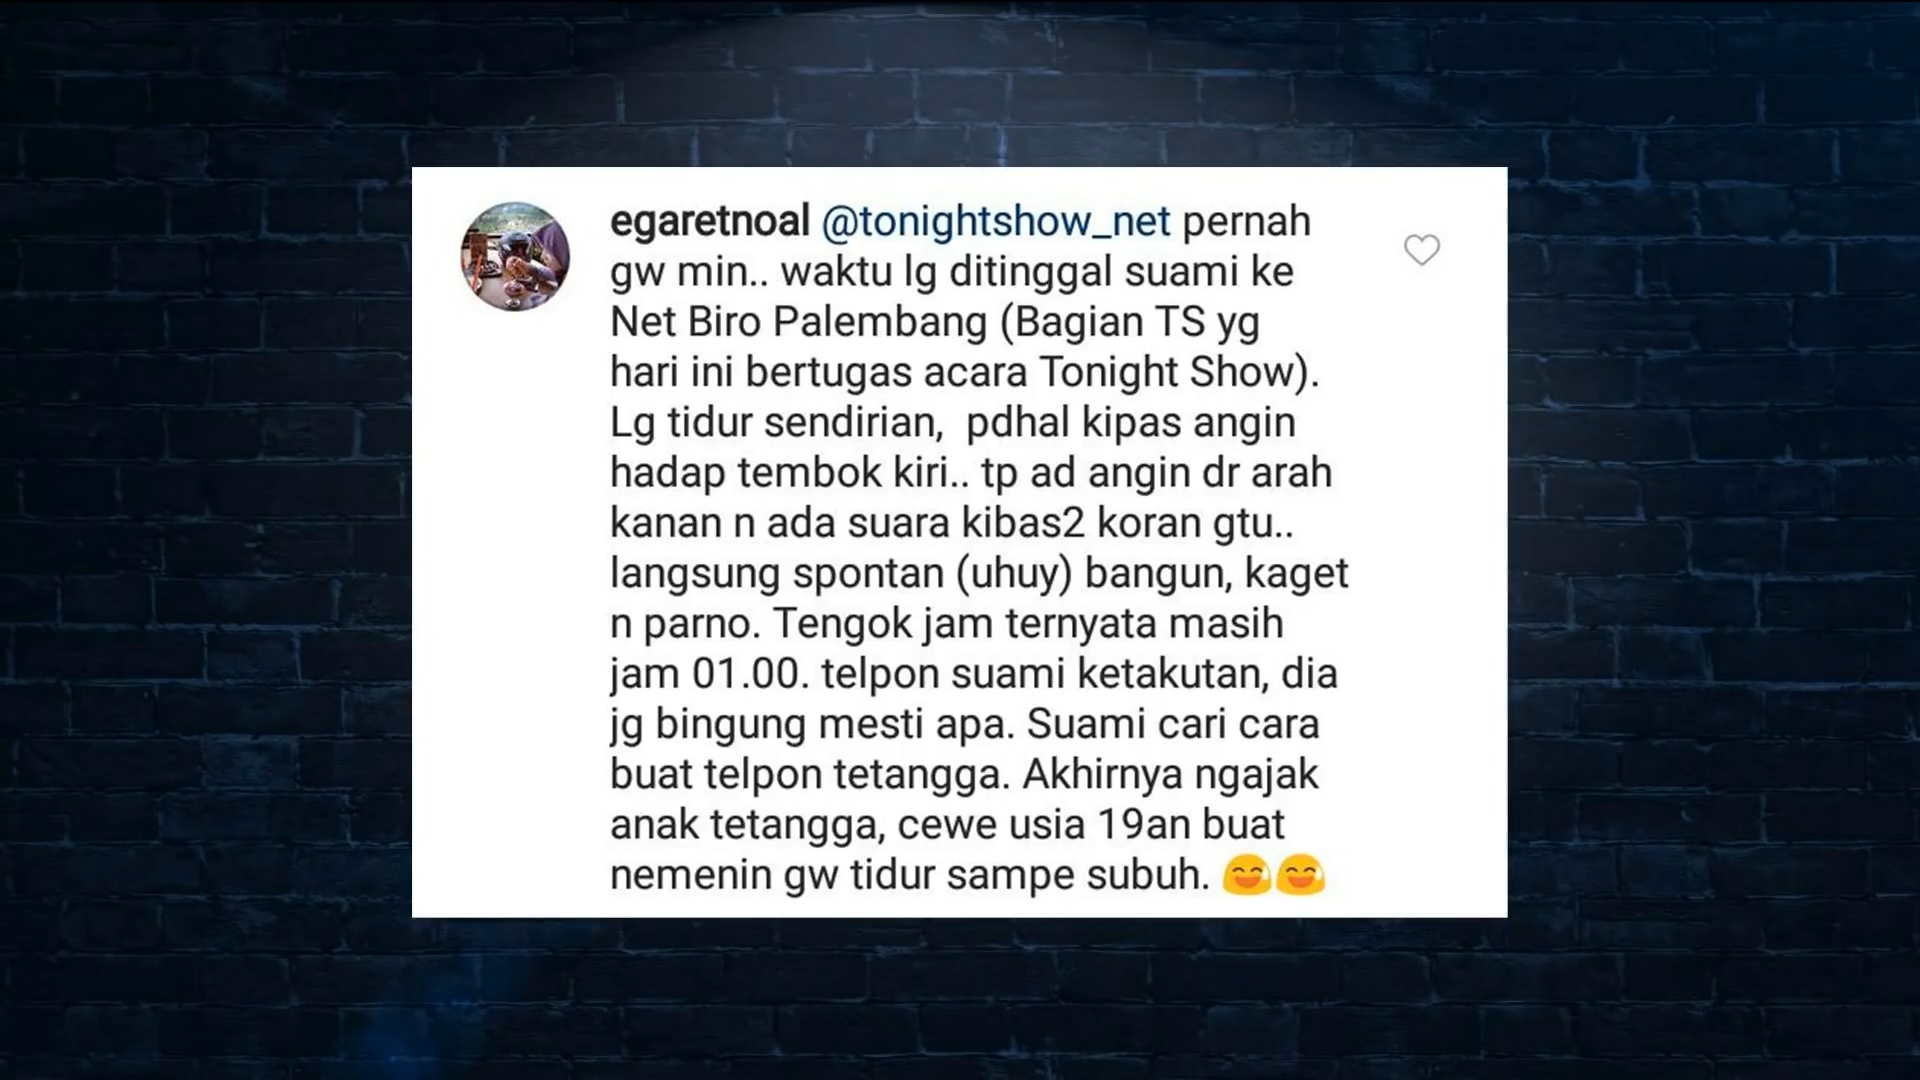 egaretnoal @tonightshow_net pernah
gw min.. waktu lg ditinggal suami ke
Net Biro Palembang (Bagian TS yg
hari ini bertugas acara Tonight Show).
Lg tidur sendirian,  pdhal kipas angin
hadap tembok kiri.. tp ad angin dr arah
kanan n ada suara kibas2 koran gtu..
langsung spontan (uhuy) bangun, kaget
n parno. Tengok jam ternyata masih
jam 01.00. telpon suami ketakutan, dia
jg bingung mesti apa. Suami cari cara
buat telpon tetangga. Akhirnya ngajak
anak tetangga, cewe usia 19an buat
nemenin gw tidur sampe subuh. 😅😅